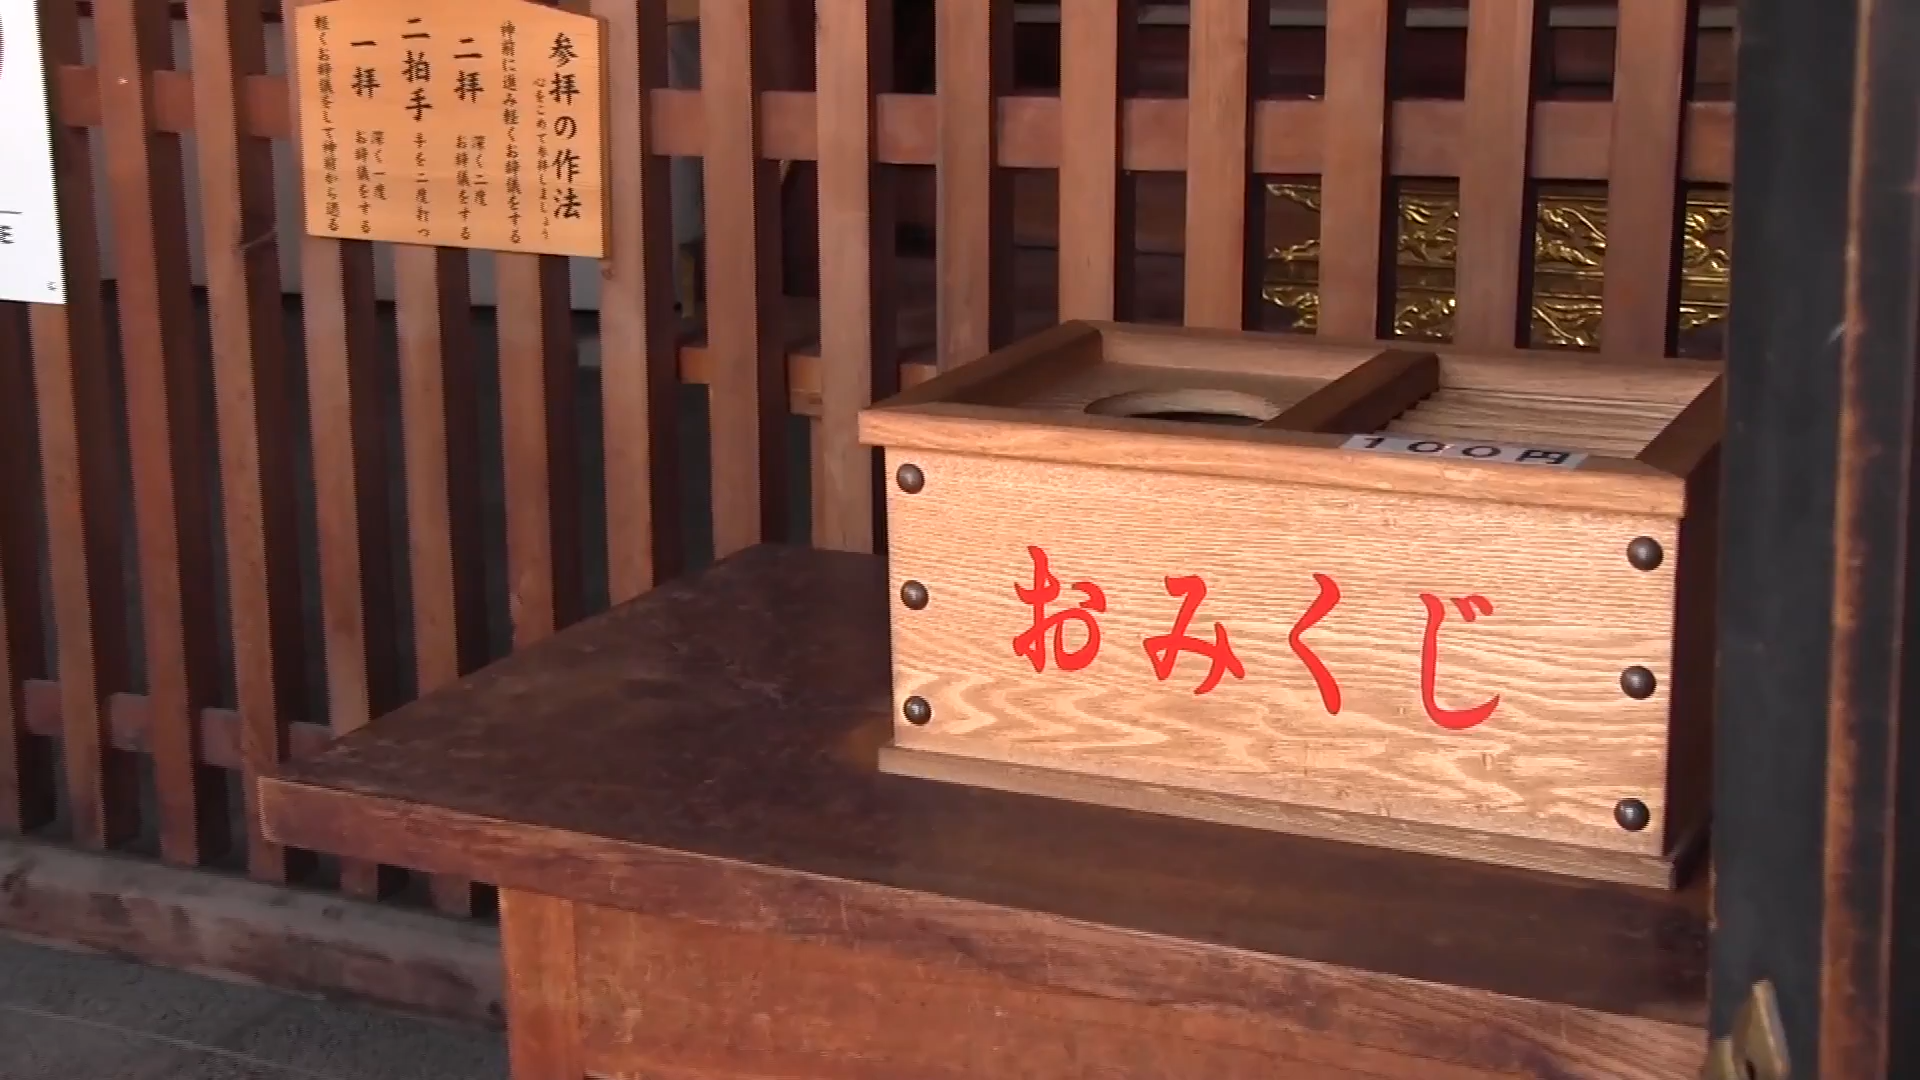 参拝の作法
心をこめて参拝しましょう
神前に進み軽くお辞儀をする
二拝
深く二度
お辞儀をする
二拍手
手を二度打つ
一拝
深く一度
お辞儀をする
軽くお辞儀をして神前から退る
100円
おみくじ